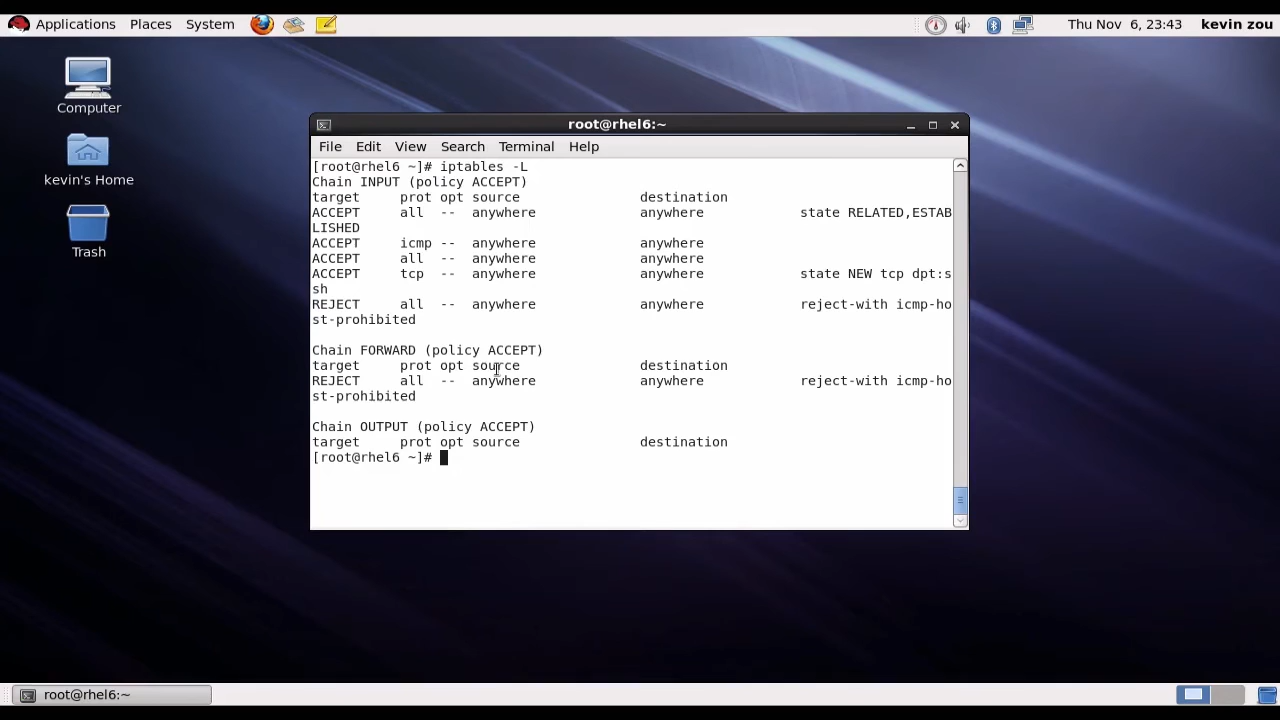 Applications Places System Thu Nov 6, 23:43 kevin zou
Computer
kevin's Home
Trash
root@rhel6:~
File Edit View Search Terminal Help
[root@rhel6 ~]# iptables -L
Chain INPUT (policy ACCEPT)
target     prot opt source               destination
ACCEPT     all  --  anywhere             anywhere            state RELATED,ESTAB
LISHED
ACCEPT     icmp --  anywhere             anywhere
ACCEPT     all  --  anywhere             anywhere
ACCEPT     tcp  --  anywhere             anywhere            state NEW tcp dpt:s
sh
REJECT     all  --  anywhere             anywhere            reject-with icmp-ho
st-prohibited
Chain FORWARD (policy ACCEPT)
target     prot opt source               destination
REJECT     all  --  anywhere             anywhere            reject-with icmp-ho
st-prohibited
Chain OUTPUT (policy ACCEPT)
target     prot opt source               destination
[root@rhel6 ~]#
root@rhel6:~